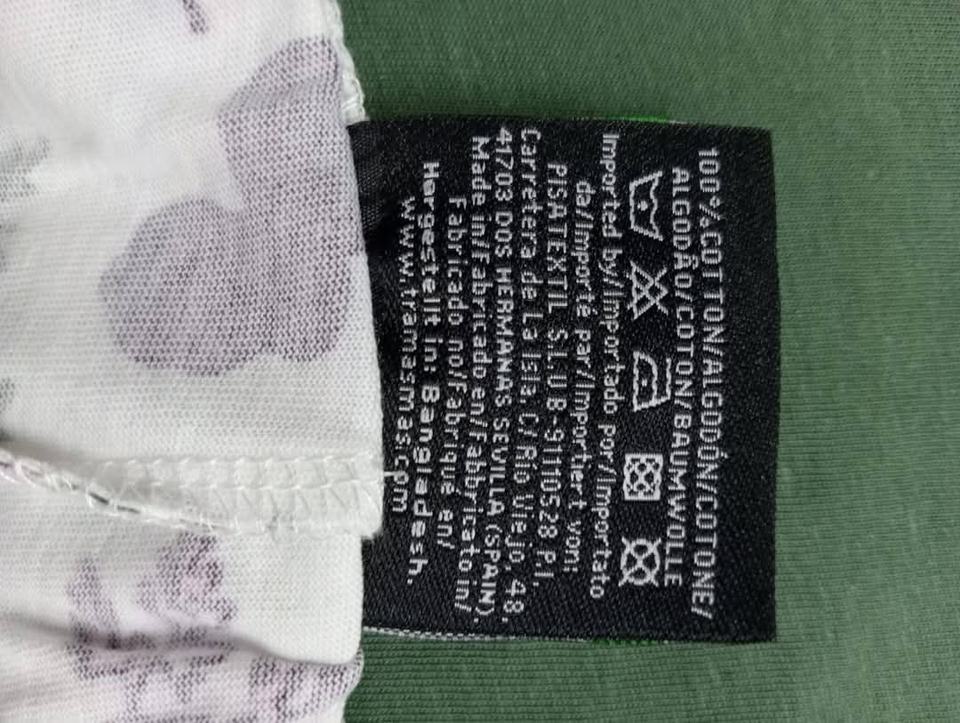 100%COTTON/ALGODÓN/COTONE/
ALGODÃO/COTON/BAUMWOLLE
Imported by/Importado por/Importato
da/Importé par/Importiert von:
PISATEXTIL S.L.U B-91110528 P.I.
Carretera de La Isla, C/Río Viejo, 48.
41703 DOS HERMANAS SEVILLA (SPAIN).
Made in/Fabricado en/Fabbricato in/
Fabricado no/Fabriqué en/
Hergestellt in: Bangladesh.
www.tramasmas.com